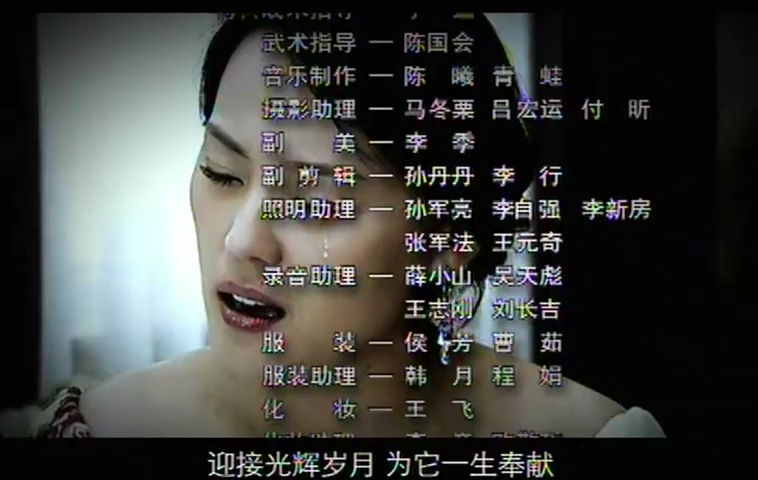 武术指导 — 陈国会
音乐制作 — 陈 曦 青 蛙
摄影助理 — 马冬栗 吕宏运 付 昕
副 美 — 李 季
副 剪 辑 — 孙丹丹 李 行
照明助理 — 孙军亮 李自强 李新房
张军法 王元奇
录音助理 — 薛小山 吴天彪
王志刚 刘长吉
服 装 — 侯 芳 曹 茹
服装助理 — 韩 月 程 娟
化 妆 — 王 飞
迎接光辉岁月 为它一生奉献